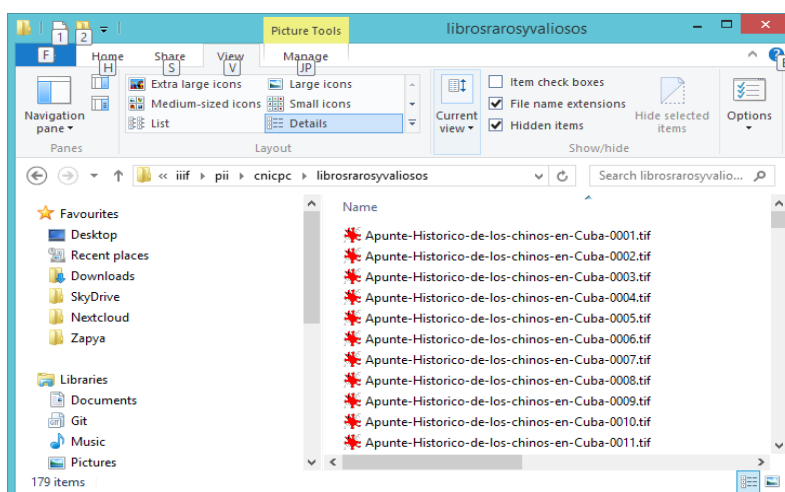 1 2 Picture Tools librosrarosyvaliosos
F Home Share View Manage
H S V JP E
Extra large icons Large icons Item check boxes
Medium-sized icons Small icons File name extensions
List Details Hidden items
Navigation pane Current view Hide selected items Options
Panes Layout Show/hide
« iiif pii cnicpc librosrarosyvaliosos Search librosrarosyvalio...
Favourites Name
Desktop Apunte-Historico-de-los-chinos-en-Cuba-0001.tif
Recent places Apunte-Historico-de-los-chinos-en-Cuba-0002.tif
Downloads Apunte-Historico-de-los-chinos-en-Cuba-0003.tif
SkyDrive Apunte-Historico-de-los-chinos-en-Cuba-0004.tif
Nextcloud Apunte-Historico-de-los-chinos-en-Cuba-0005.tif
Zapya Apunte-Historico-de-los-chinos-en-Cuba-0006.tif
Apunte-Historico-de-los-chinos-en-Cuba-0007.tif
Libraries Apunte-Historico-de-los-chinos-en-Cuba-0008.tif
Documents Apunte-Historico-de-los-chinos-en-Cuba-0009.tif
Git Apunte-Historico-de-los-chinos-en-Cuba-0010.tif
Music Apunte-Historico-de-los-chinos-en-Cuba-0011.tif
Pictures
179 items